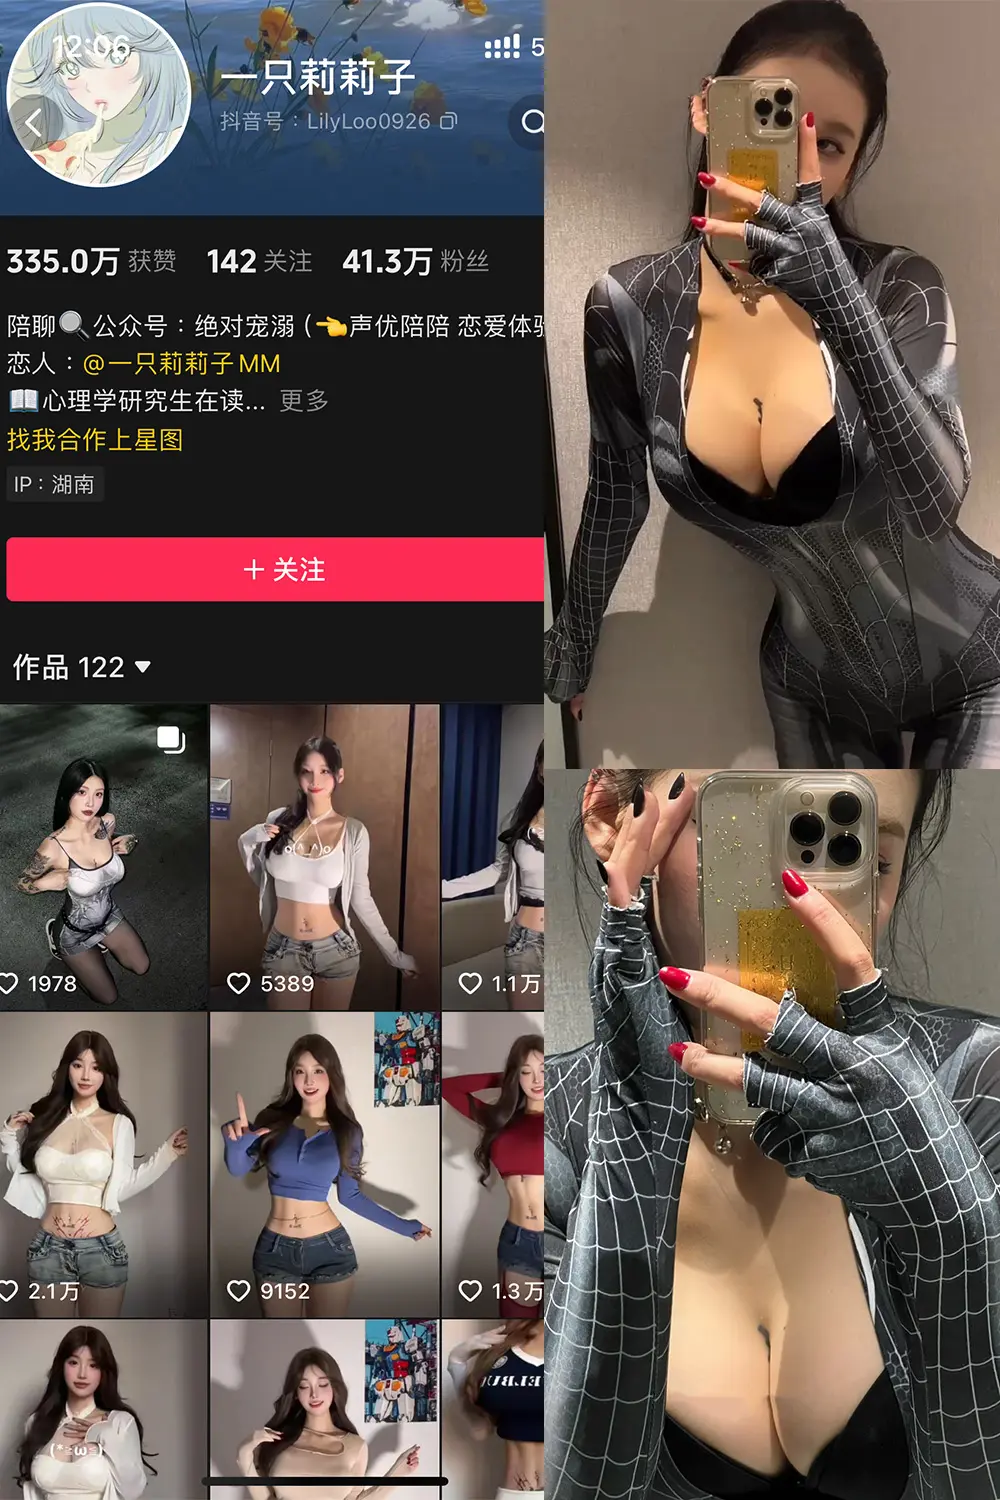 12:06
5
一只莉莉子
抖音号：LilyLoo0926
335.0万 获赞 142 关注 41.3万 粉丝
陪聊🔍公众号：绝对宠溺（👈声优陪陪 恋爱体验
恋人：@一只莉莉子MM
📖心理学研究生在读... 更多
找我合作上星图
IP：湖南
＋ 关注
作品 122
o(^_^)o
1978
5389
1.1万
2.1万
9152
1.3万
(*≧ω≦)